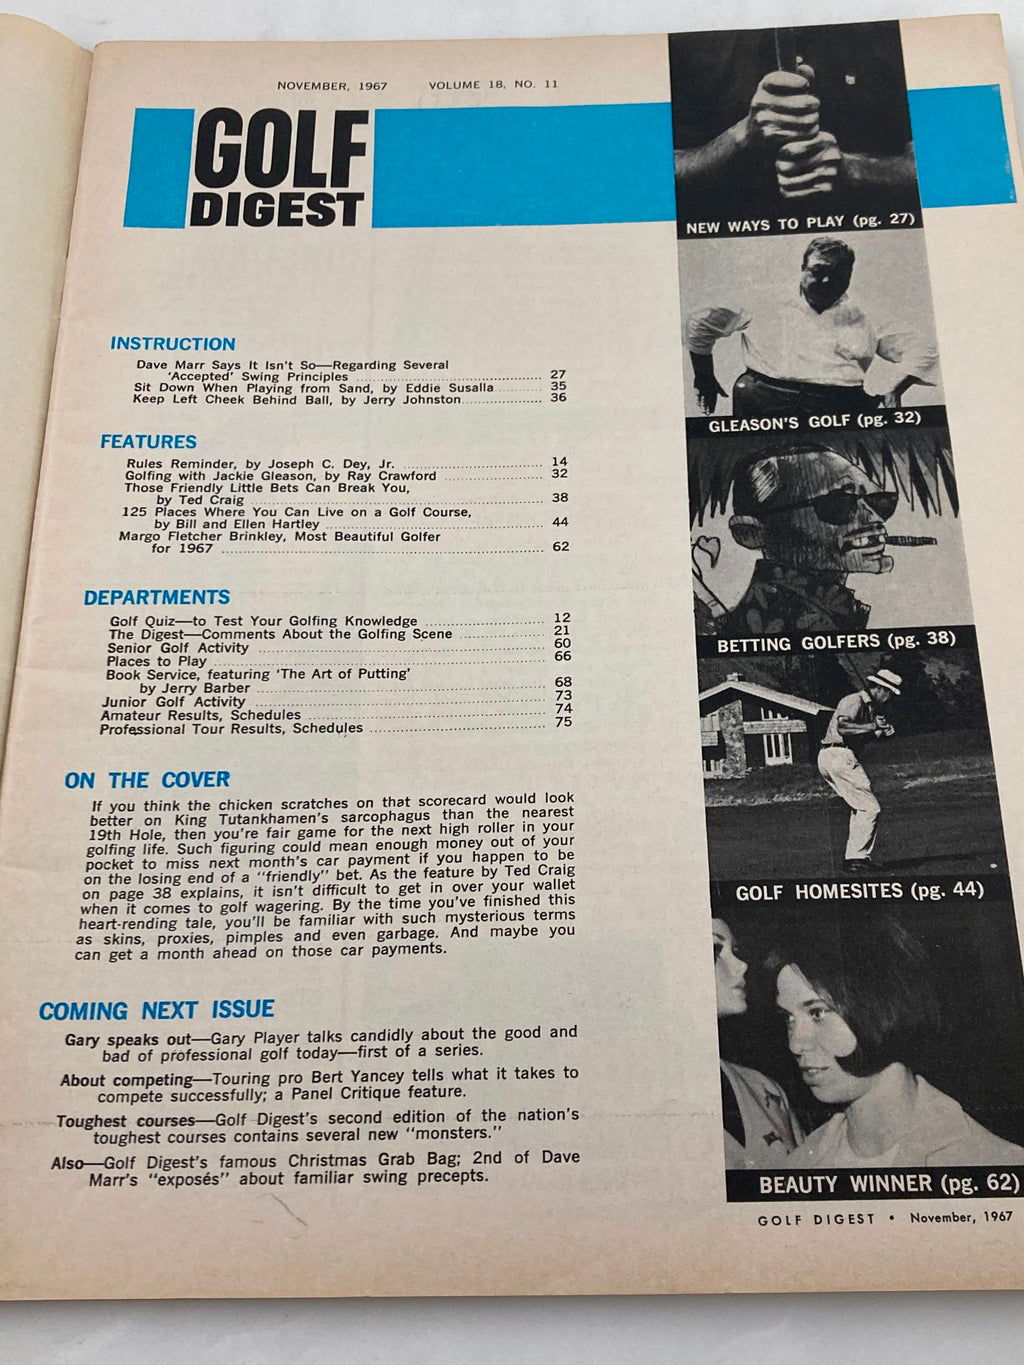 NOVEMBER, 1967 VOLUME 18, NO. 11
GOLF
DIGEST
INSTRUCTION
Dave Marr Says It Isn't So—Regarding Several
'Accepted' Swing Principles ........ 27
Sit Down When Playing from Sand, by Eddie Susalla ........ 35
Keep Left Cheek Behind Ball, by Jerry Johnston ........ 36
FEATURES
Rules Reminder, by Joseph C. Dey, Jr. ........ 14
Golfing with Jackie Gleason, by Ray Crawford ........ 32
Those Friendly Little Bets Can Break You,
by Ted Craig ........ 38
125 Places Where You Can Live on a Golf Course,
by Bill and Ellen Hartley ........ 44
Margo Fletcher Brinkley, Most Beautiful Golfer
for 1967 ........ 62
DEPARTMENTS
Golf Quiz—to Test Your Golfing Knowledge ........ 12
The Digest—Comments About the Golfing Scene ........ 21
Senior Golf Activity ........ 60
Places to Play ........ 66
Book Service, featuring 'The Art of Putting'
by Jerry Barber ........ 68
Junior Golf Activity ........ 73
Amateur Results, Schedules ........ 74
Professional Tour Results, Schedules ........ 75
ON THE COVER
If you think the chicken scratches on that scorecard would look
better on King Tutankhamen's sarcophagus than the nearest
19th Hole, then you're fair game for the next high roller in your
golfing life. Such figuring could mean enough money out of your
pocket to miss next month's car payment if you happen to be
on the losing end of a "friendly" bet. As the feature by Ted Craig
on page 38 explains, it isn't difficult to get in over your wallet
when it comes to golf wagering. By the time you've finished this
heart-rending tale, you'll be familiar with such mysterious terms
as skins, proxies, pimples and even garbage. And maybe you
can get a month ahead on those car payments.
COMING NEXT ISSUE
Gary speaks out—Gary Player talks candidly about the good and
bad of professional golf today—first of a series.
About competing—Touring pro Bert Yancey tells what it takes to
compete successfully; a Panel Critique feature.
Toughest courses—Golf Digest's second edition of the nation's
toughest courses contains several new "monsters."
Also—Golf Digest's famous Christmas Grab Bag; 2nd of Dave
Marr's "exposés" about familiar swing precepts.
NEW WAYS TO PLAY (pg. 27)
GLEASON'S GOLF (pg. 32)
BETTING GOLFERS (pg. 38)
GOLF HOMESITES (pg. 44)
BEAUTY WINNER (pg. 62)
GOLF DIGEST • November, 1967